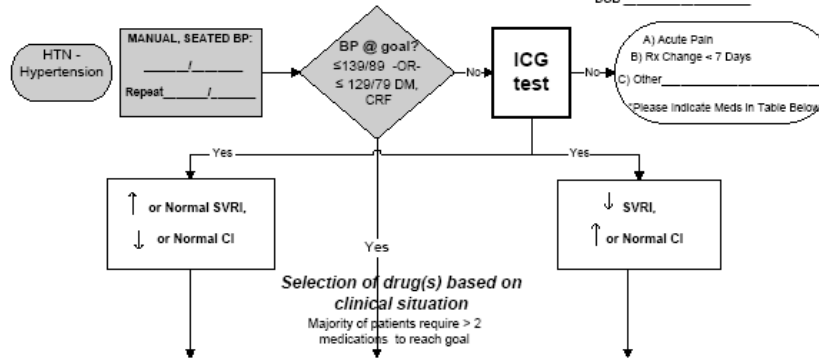 HTN -
Hypertension
MANUAL, SEATED BP:
______/_______
Repeat______/______
BP @ goal?
≤139/89 -OR-
≤ 129/79 DM,
CRF
No
ICG
test
No
A) Acute Pain
B) Rx Change < 7 Days
C) Other
*Please Indicate Meds in Table Below
Yes
Yes
↑ or Normal SVRI,
↓ or Normal CI
↓ SVRI,
↑ or Normal CI
Yes
Selection of drug(s) based on
clinical situation
Majority of patients require > 2
medications to reach goal